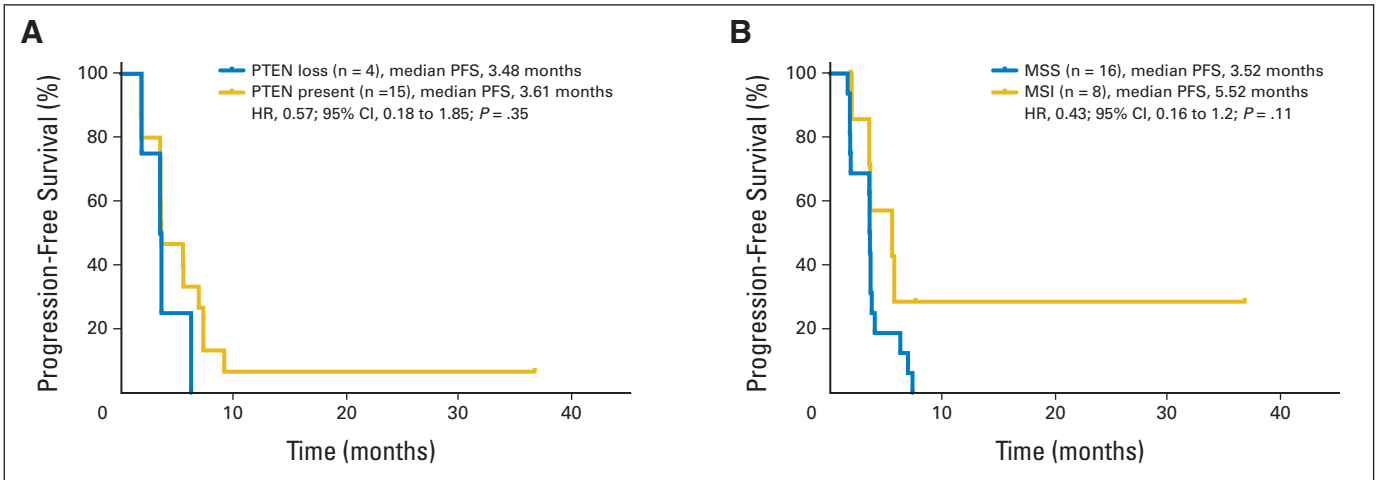 A
PTEN loss (n = 4), median PFS, 3.48 months
PTEN present (n =15), median PFS, 3.61 months
HR, 0.57; 95% CI, 0.18 to 1.85; P = .35
Progression-Free Survival (%)
100
80
60
40
20
0
10
20
30
40
Time (months)
B
MSS (n = 16), median PFS, 3.52 months
MSI (n = 8), median PFS, 5.52 months
HR, 0.43; 95% CI, 0.16 to 1.2; P = .11
Progression-Free Survival (%)
100
80
60
40
20
0
10
20
30
40
Time (months)